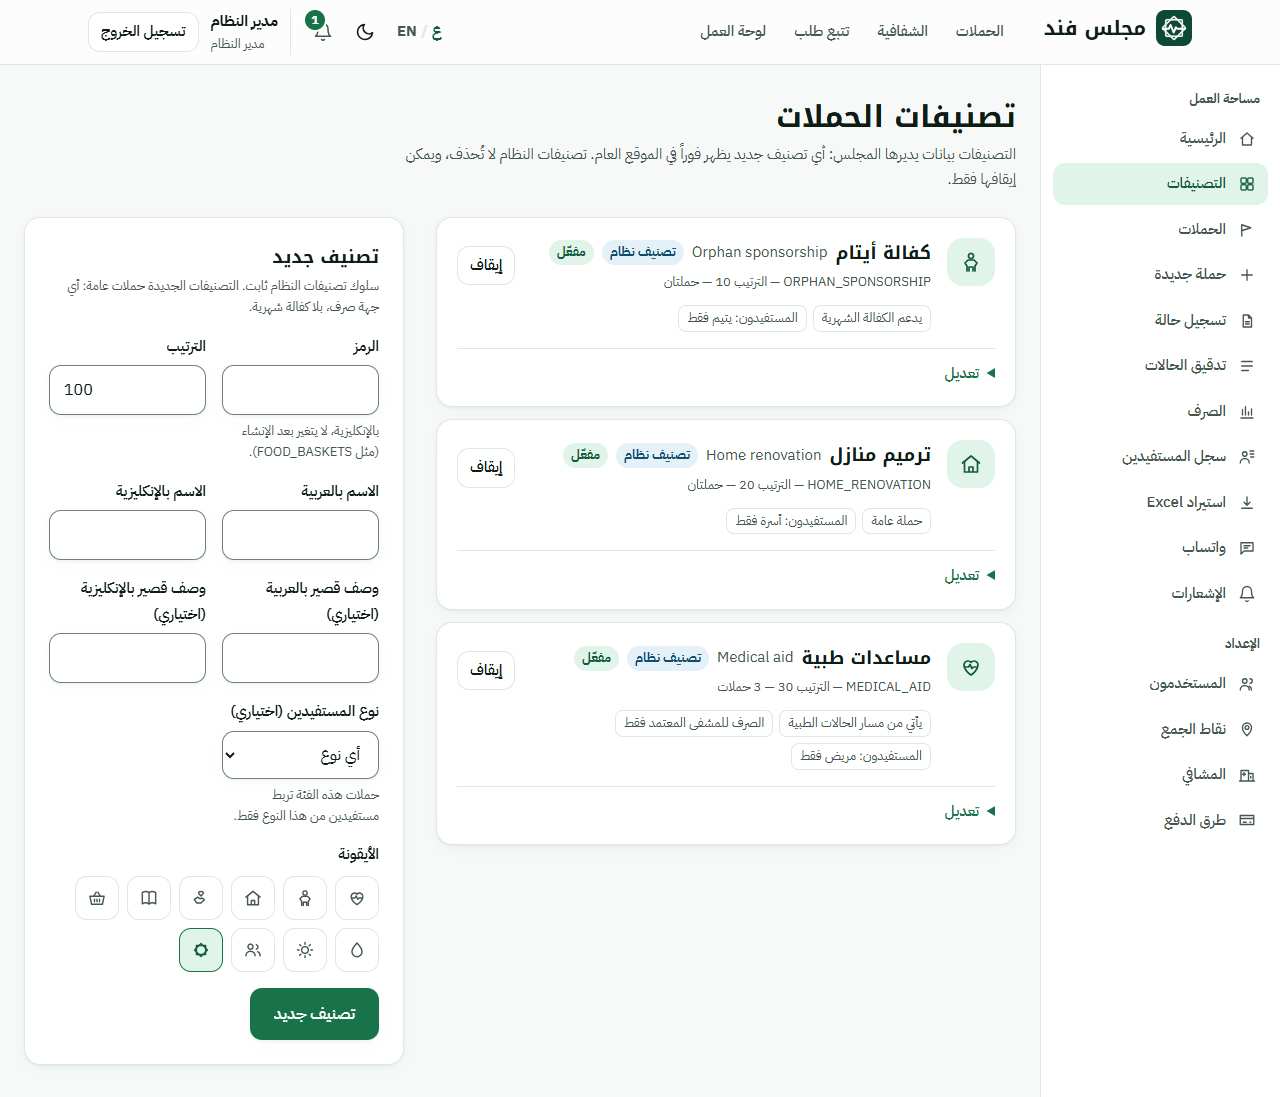 مجلس فند
الحملات
الشفافية
تتبع طلب
لوحة العمل
ع / EN
1
مدير النظام
مدير النظام
تسجيل الخروج
مساحة العمل
الرئيسية
التصنيفات
الحملات
حملة جديدة
تسجيل حالة
تدقيق الحالات
الصرف
سجل المستفيدين
استيراد Excel
واتساب
الإشعارات
الإعداد
المستخدمون
نقاط الجمع
المشافي
طرق الدفع
تصنيفات الحملات
التصنيفات بيانات يديرها المجلس: أي تصنيف جديد يظهر فوراً في الموقع العام. تصنيفات النظام لا تُحذف، ويمكن
إيقافها فقط.
كفالة أيتام Orphan sponsorship تصنيف نظام مفعّل
إيقاف
ORPHAN_SPONSORSHIP — الترتيب 10 — حملتان
يدعم الكفالة الشهرية
المستفيدون: يتيم فقط
تعديل
ترميم منازل Home renovation تصنيف نظام مفعّل
إيقاف
HOME_RENOVATION — الترتيب 20 — حملتان
حملة عامة
المستفيدون: أسرة فقط
تعديل
مساعدات طبية Medical aid تصنيف نظام مفعّل
إيقاف
MEDICAL_AID — الترتيب 30 — 3 حملات
يأتي من مسار الحالات الطبية
الصرف للمشفى المعتمد فقط
المستفيدون: مريض فقط
تعديل
تصنيف جديد
سلوك تصنيفات النظام ثابت. التصنيفات الجديدة حملات عامة: أي
جهة صرف، بلا كفالة شهرية.
الرمز
الترتيب
100
بالإنكليزية، لا يتغير بعد الإنشاء
(مثل FOOD_BASKETS).
الاسم بالعربية
الاسم بالإنكليزية
وصف قصير بالعربية
(اختياري)
وصف قصير بالإنكليزية
(اختياري)
نوع المستفيدين (اختياري)
أي نوع
حملات هذه الفئة تربط
مستفيدين من هذا النوع فقط.
الأيقونة
تصنيف جديد